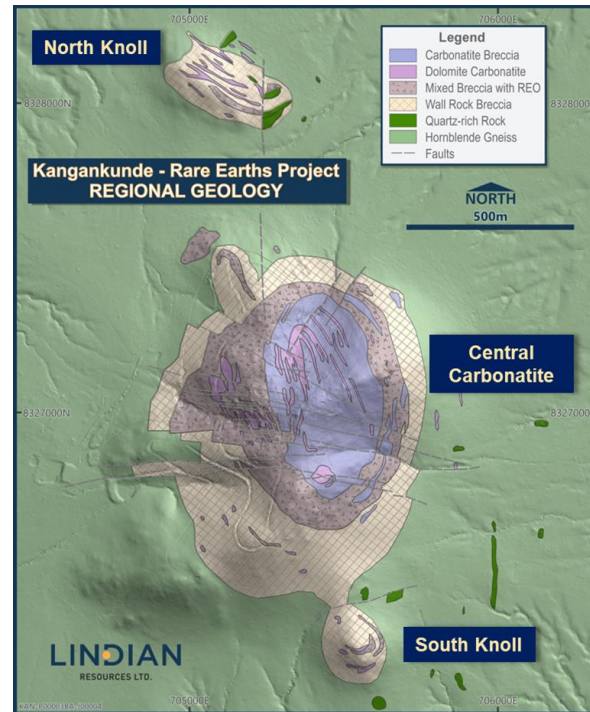 705000E
706000E
North Knoll
Legend
Carbonatite Breccia
Dolomite Carbonatite
Mixed Breccia with REO
Wall Rock Breccia
Quartz-rich Rock
Hornblende Gneiss
Faults
8328000N
8328000N
Kangankunde - Rare Earths Project
REGIONAL GEOLOGY
NORTH
500m
Central
Carbonatite
8327000N
8327000N
South Knoll
LINDIAN
RESOURCES LTD.
705000E
706000E